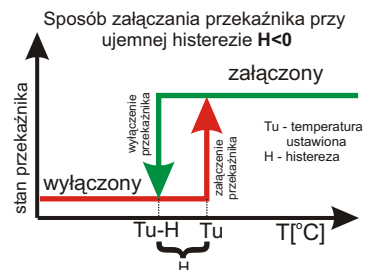 Sposób załączania przekaźnika przy
ujemnej histerezie H<0
stan przekaźnika
załączony
wyłączenie
przekaźnika
załączenie
przekaźnika
Tu - temperatura
ustawiona
H - histereza
wyłączony
Tu-H
Tu
T[°C]
H